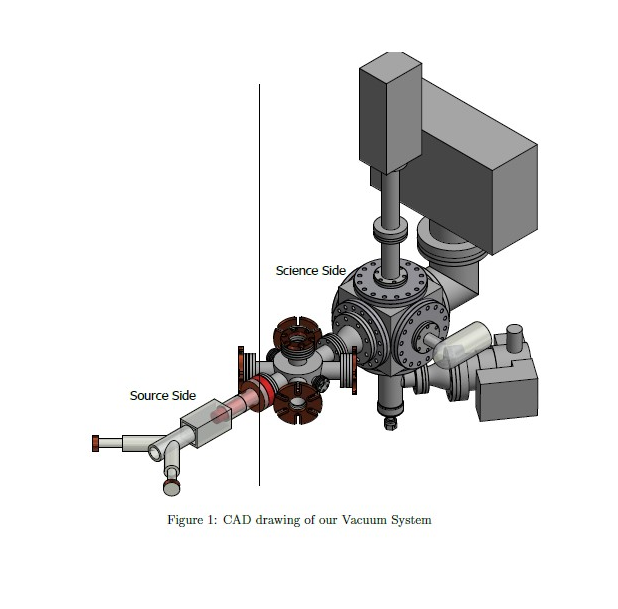 Science Side
Source Side
Figure 1: CAD drawing of our Vacuum System